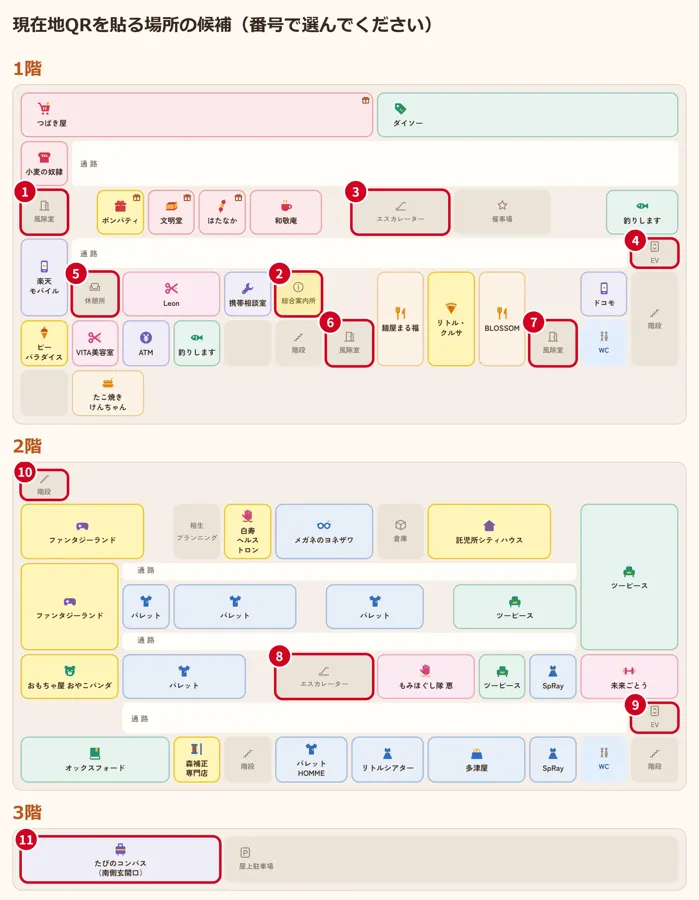 現在地QRを貼る場所の候補（番号で選んでください）
1階
つばき屋
ダイソー
小麦の奴隷
通路
1
風除室
ボンパティ
文明堂
はたなか
和敬庵
3
エスカレーター
催事場
釣りします
楽天
モバイル
通路
4
EV
5
休憩所
Leon
携帯相談室
2
総合案内所
麺屋まる福
リトル・
クルサ
BLOSSOM
ドコモ
階段
ビー
パラダイス
VITA美容室
ATM
釣りします
階段
6
風除室
7
風除室
WC
たこ焼き
けんちゃん
2階
10
階段
ファンタジーランド
相生
プランニング
白寿
ヘルス
トロン
メガネのヨネザワ
倉庫
託児所シティハウス
ツーピース
ファンタジーランド
通路
パレット
パレット
パレット
ツーピース
通路
おもちゃ屋 おやこパンダ
パレット
8
エスカレーター
もみほぐし隊 恵
ツーピース
SpRay
未来ごとう
通路
9
EV
オックスフォード
森補正
専門店
階段
パレット
HOMME
リトルシアター
多津屋
SpRay
WC
階段
3階
11
たびのコンパス
（南側玄関口）
P
屋上駐車場